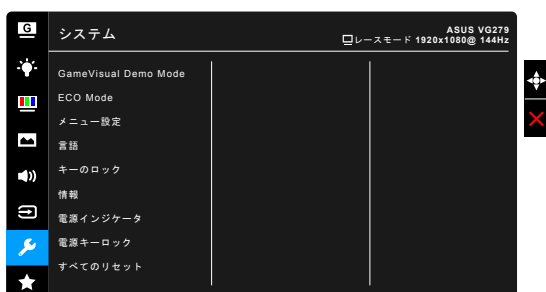 G
システム
ASUS VG279
レースモード 1920x1080@ 144Hz
GameVisual Demo Mode
ECO Mode
メニュー設定
言語
キーのロック
情報
電源インジケータ
電源キーロック
すべてのリセット